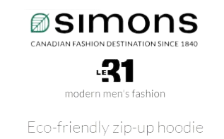 simons
CANADIAN FASHION DESTINATION SINCE 1840
LE 31
modern men's fashion
Eco-friendly zip-up hoodie